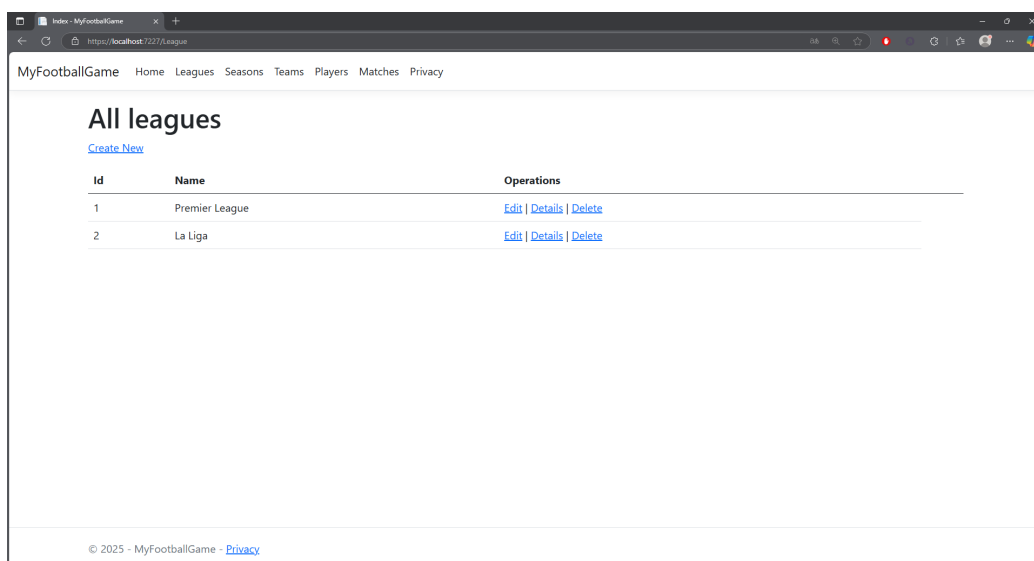 Index - MyFootballGame
https://localhost:7227/League
MyFootballGame Home Leagues Seasons Teams Players Matches Privacy
All leagues
Create New
Id Name Operations
1 Premier League Edit | Details | Delete
2 La Liga Edit | Details | Delete
© 2025 - MyFootballGame - Privacy